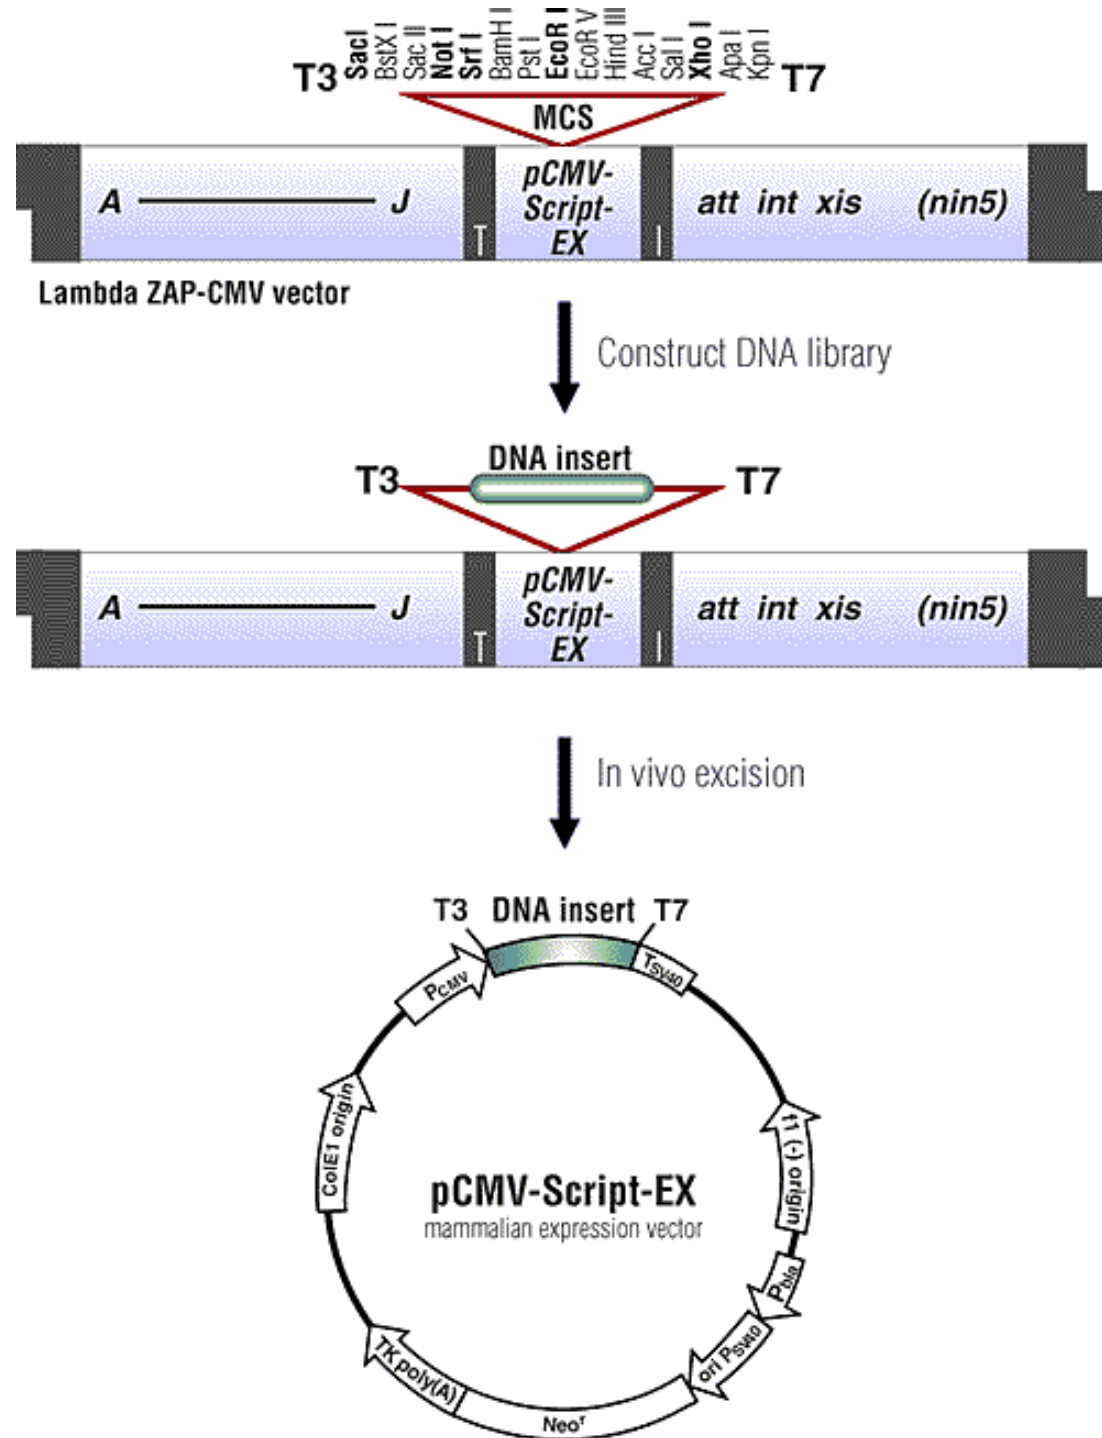 T3 SacI BstX I Sac II Not I Srf I BamH I Pst I EcoR I EcoR V Hind III Acc I Sal I Xho I Apa I Kpn I T7
MCS
A J T pCMV-
Script-
EX I att int xis (nin5)
Lambda ZAP-CMV vector
Construct DNA library
DNA insert
T3 T7
A J T pCMV-
Script-
EX I att int xis (nin5)
In vivo excision
T3 DNA insert T7
PCMV
TSV40
ColE1 origin
f1 (-) origin
pCMV-Script-EX
mammalian expression vector
Pbla
ori PSV40
TK poly(A)
Neor